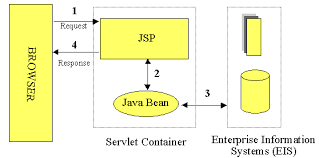 BROWSER
1
Request
4
Response
JSP
2
Java Bean
3
Servlet Container
Enterprise Information
Systems (EIS)